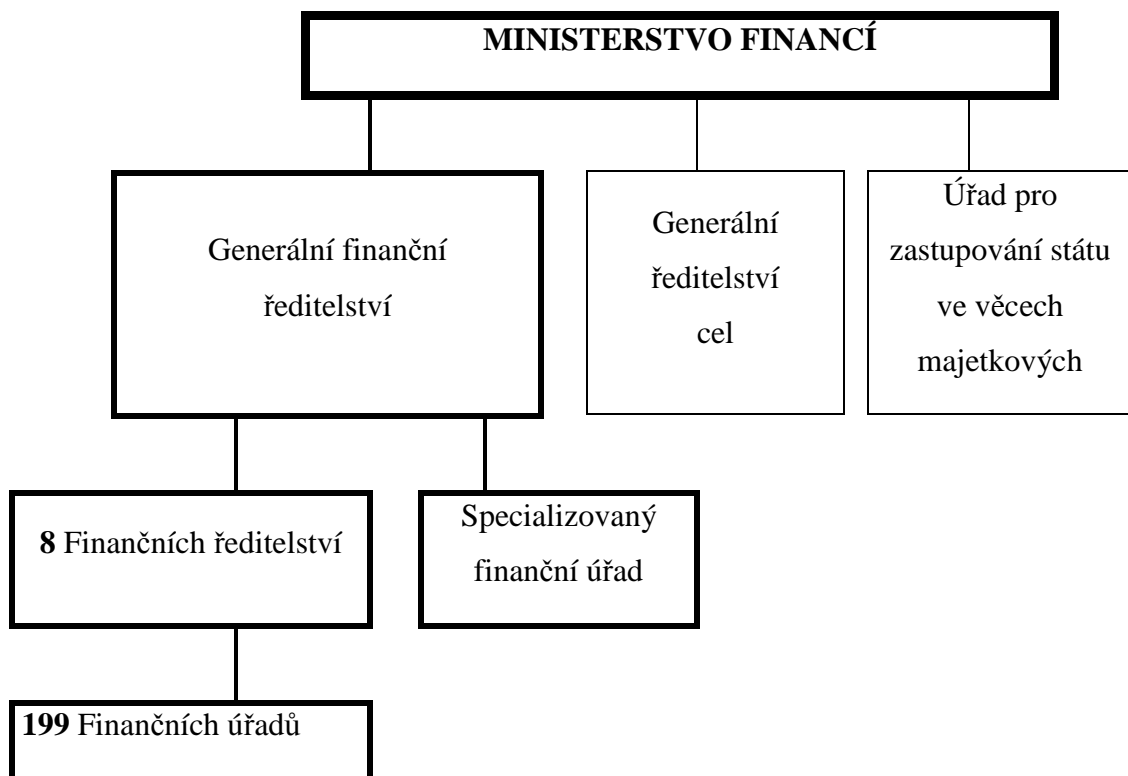 MINISTERSTVO FINANCÍ
Generální finanční
ředitelství
Generální
ředitelství
cel
Úřad pro
zastupování státu
ve věcech
majetkových
8 Finančních ředitelství
Specializovaný
finanční úřad
199 Finančních úřadů